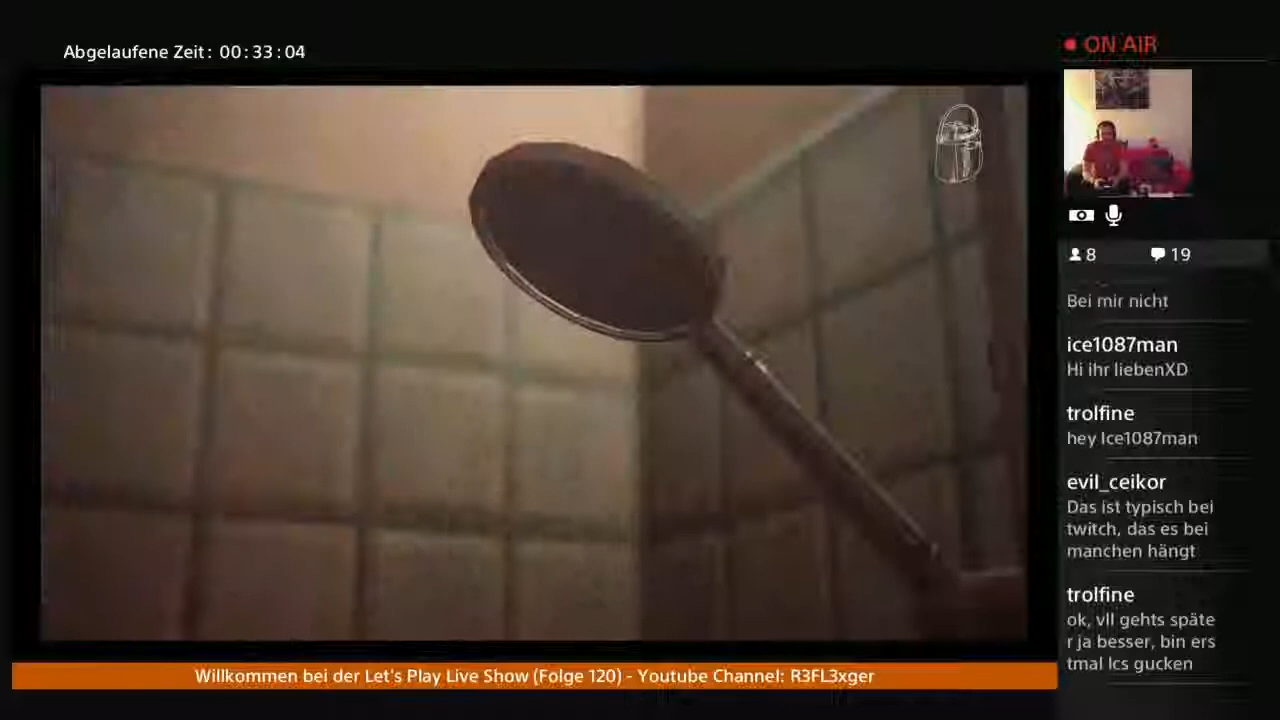 Abgelaufene Zeit: 00:33:04
ON AIR
8
19
Bei mir nicht
ice1087man
Hi ihr liebenXD
trolfine
hey Ice1087man
evil_ceikor
Das ist typisch bei
twitch, das es bei
manchen hängt
trolfine
ok, vll gehts späte
r ja besser, bin ers
tmal lcs gucken
Willkommen bei der Let's Play Live Show (Folge 120) - Youtube Channel: R3FL3xger